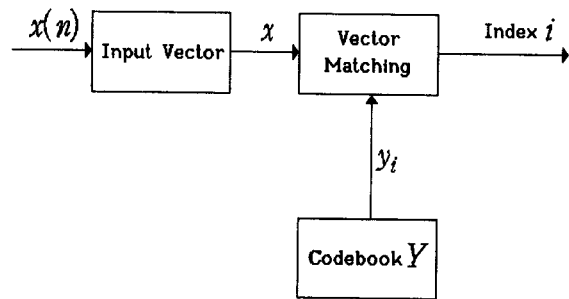 x(n)
Input Vector
x
Vector
Matching
Index i
y_i
Codebook Y